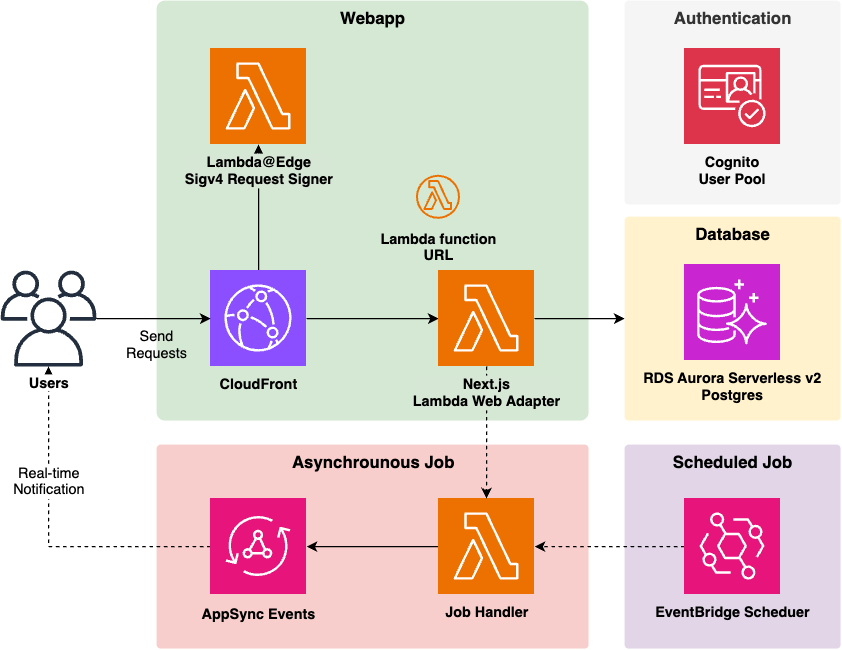 Webapp
Authentication
Lambda@Edge
Sigv4 Request Signer
Cognito
User Pool
Lambda function
URL
Database
Send
Requests
Users
CloudFront
Next.js
Lambda Web Adapter
RDS Aurora Serverless v2
Postgres
Asynchrounous Job
Scheduled Job
Real-time
Notification
AppSync Events
Job Handler
EventBridge Scheduer